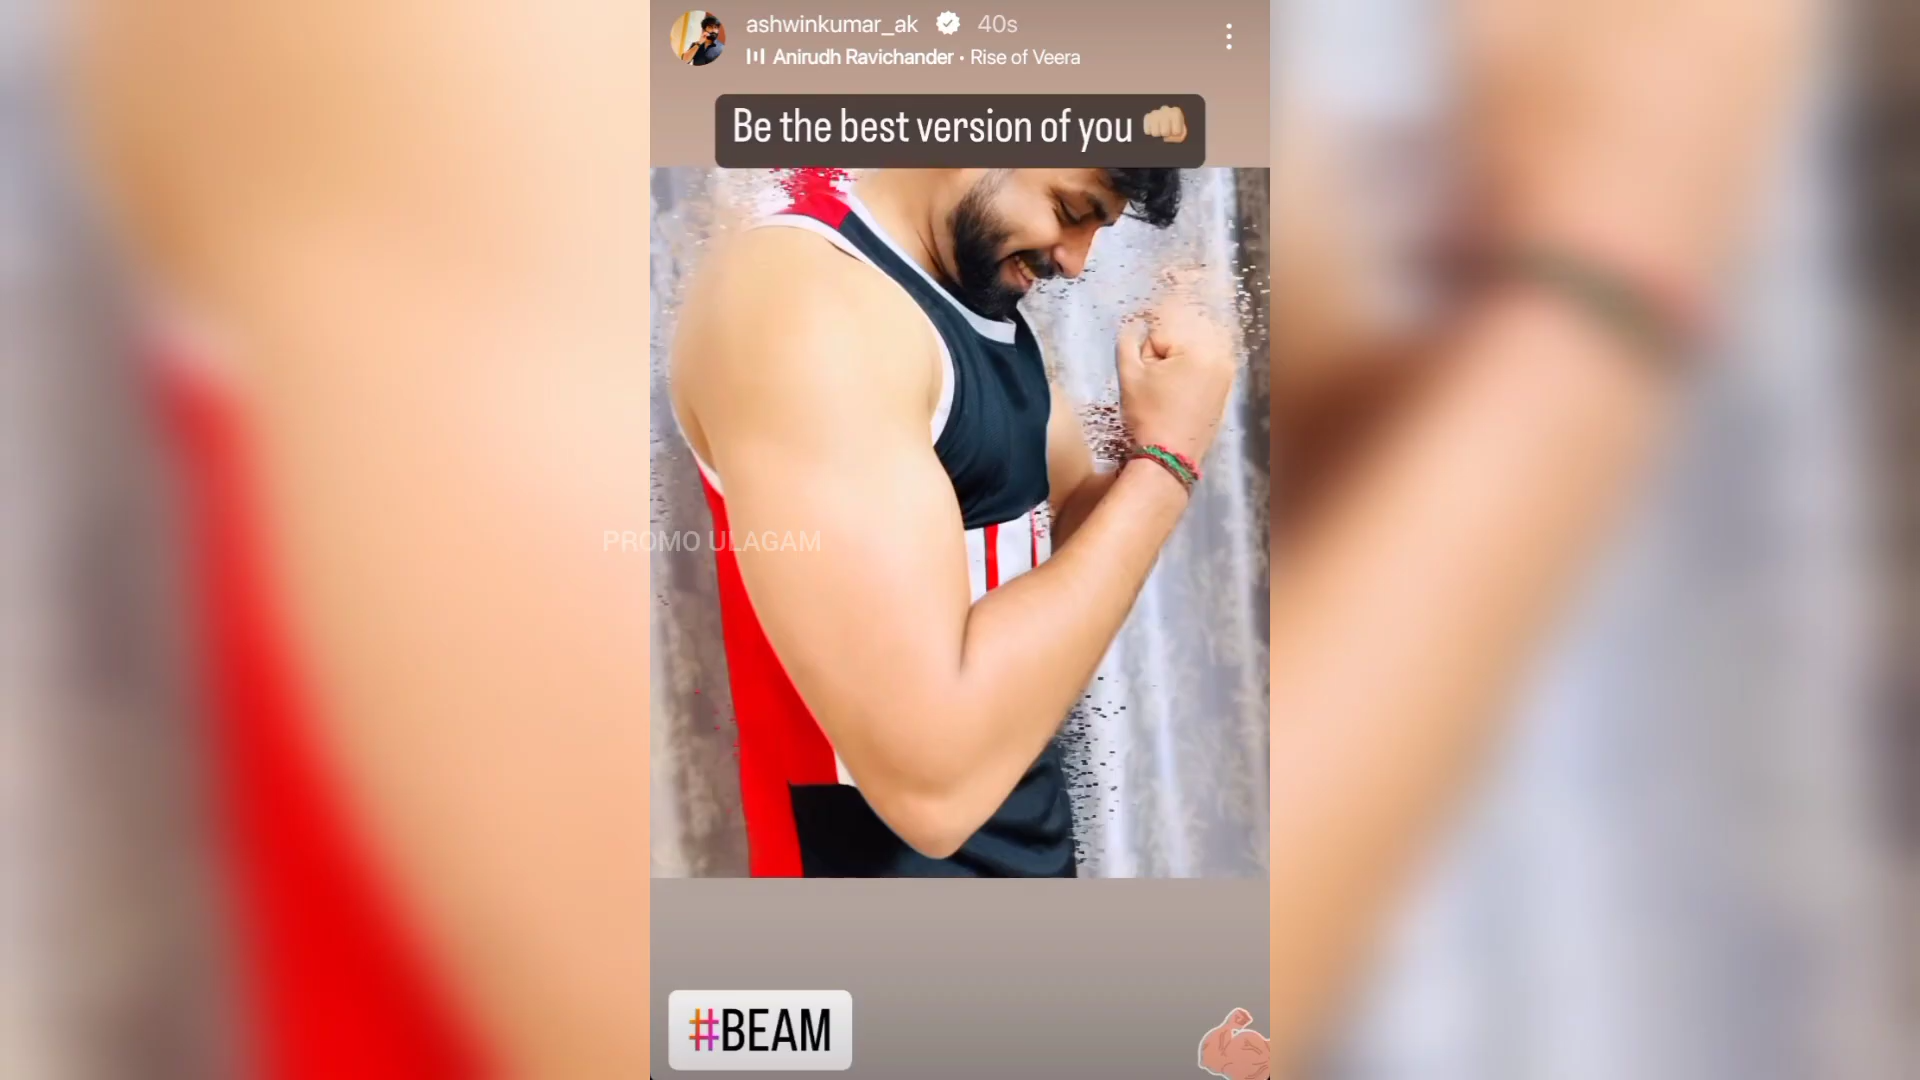 ashwinkumar_ak 40s
Anirudh Ravichander • Rise of Veera
Be the best version of you 👊🏼
PROMO ULAGAM
#BEAM